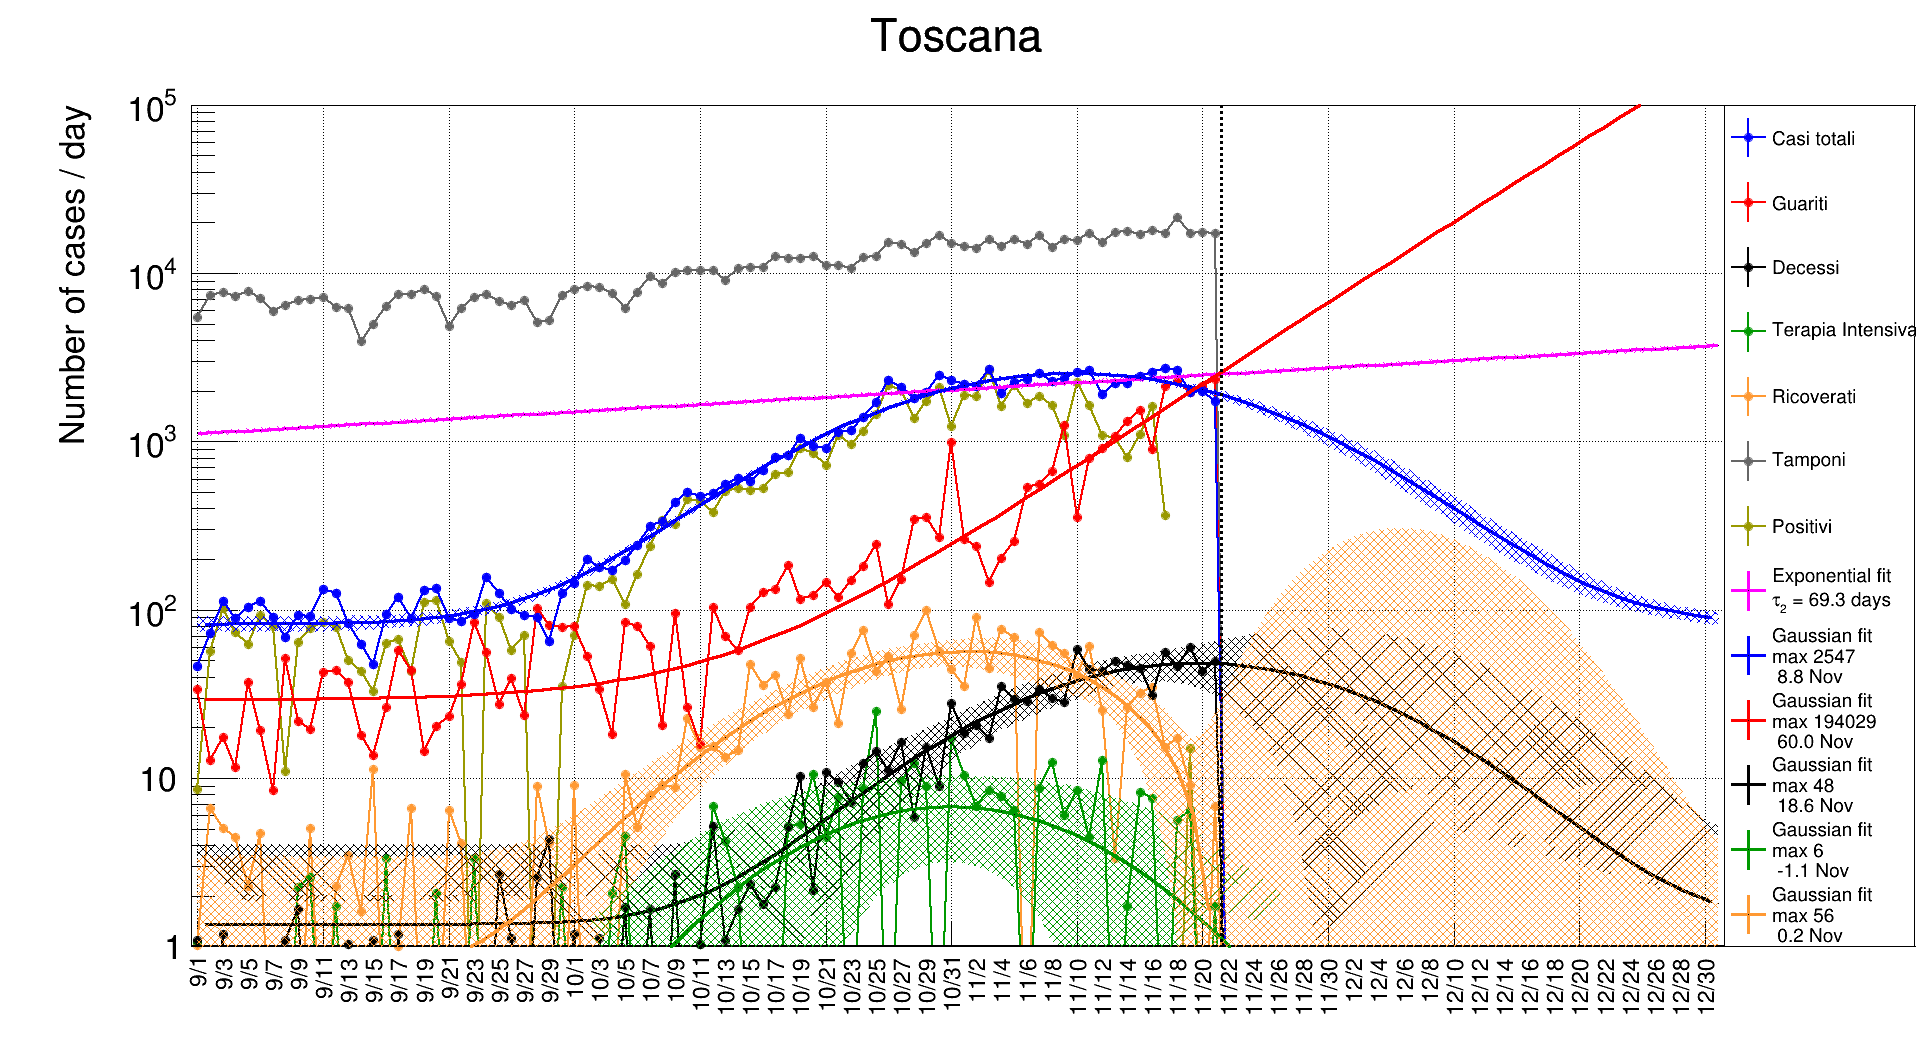 Toscana
Number of cases / day
10^5
10^4
10^3
10^2
10
1
9/1
9/3
9/5
9/7
9/9
9/11
9/13
9/15
9/17
9/19
9/21
9/23
9/25
9/27
9/29
10/1
10/3
10/5
10/7
10/9
10/11
10/13
10/15
10/17
10/19
10/21
10/23
10/25
10/27
10/29
10/31
11/2
11/4
11/6
11/8
11/10
11/12
11/14
11/16
11/18
11/20
11/22
11/24
11/26
11/28
11/30
12/2
12/4
12/6
12/8
12/10
12/12
12/14
12/16
12/18
12/20
12/22
12/24
12/26
12/28
12/30
Casi totali
Guariti
Decessi
Terapia Intensiva
Ricoverati
Tamponi
Positivi
Exponential fit
τ2 = 69.3 days
Gaussian fit
max 2547
8.8 Nov
Gaussian fit
max 194029
60.0 Nov
Gaussian fit
max 48
18.6 Nov
Gaussian fit
max 6
-1.1 Nov
Gaussian fit
max 56
0.2 Nov